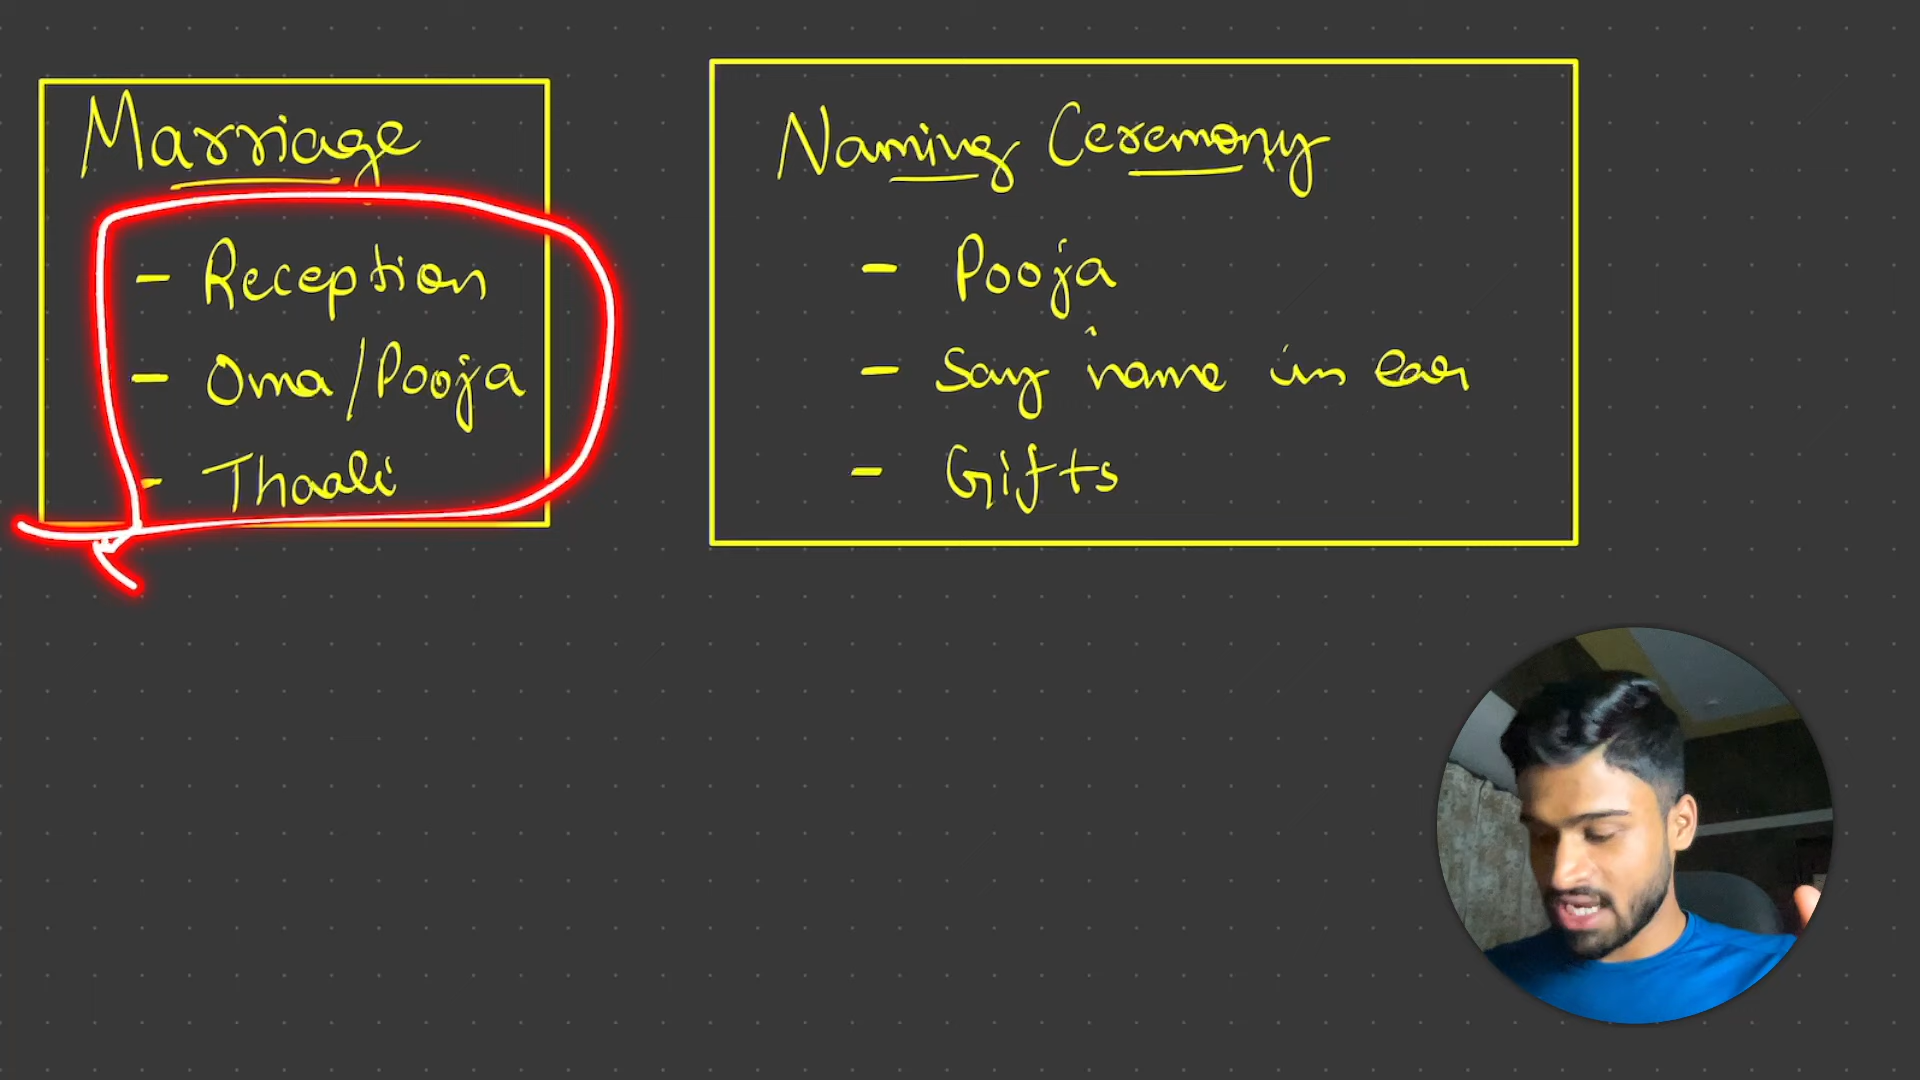 Marriage
- Reception
- Oma/Pooja
- Thaali
Naming Ceremony
- Pooja
- Say name in ear
- Gifts